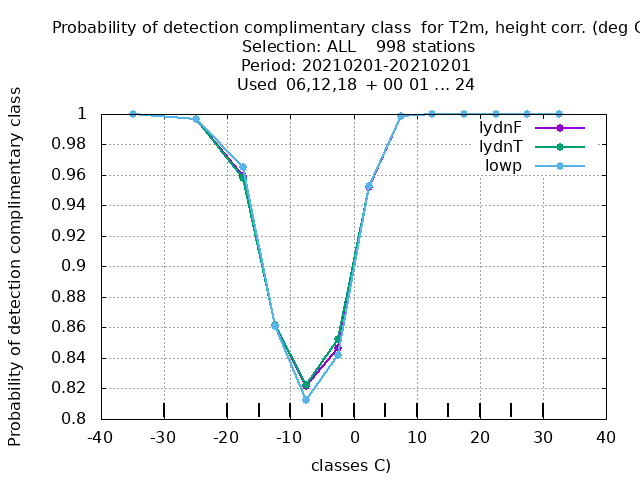 Probability of detection complimentary class for T2m, height corr. (deg
Selection: ALL 998 stations
Period: 20210201-20210201
Used 06,12,18 + 00 01 ... 24
Probability of detection complimentary class
1
0.98
0.96
0.94
0.92
0.9
0.88
0.86
0.84
0.82
0.8
lydnF
lydnT
lowp
-40 -30 -20 -10 0 10 20 30 40
classes C)